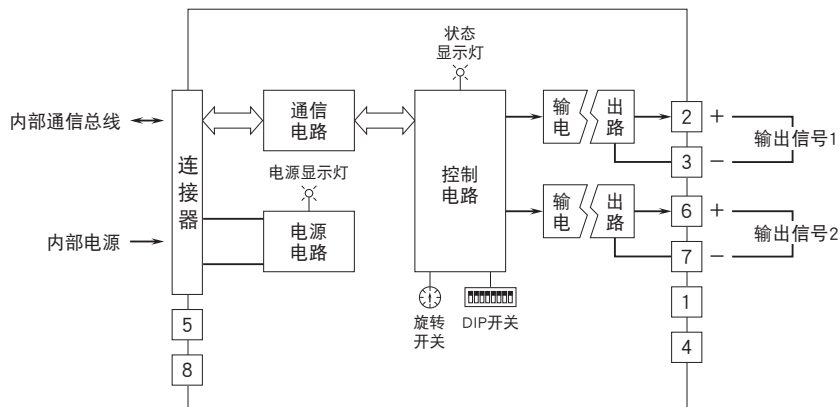 状态
显示灯
内部通信总线
连接器
通信
电路
控制
电路
输 出
电 路
2 +
3 −
输出信号1
电源显示灯
内部电源
电源
电路
输 出
电 路
6 +
7 −
输出信号2
旋转
开关
DIP开关
5
8
1
4